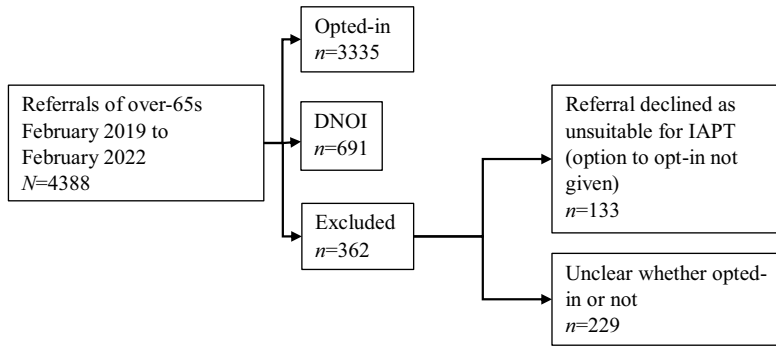 Opted-in
n=3335
Referrals of over-65s
February 2019 to
February 2022
N=4388
DNOI
n=691
Excluded
n=362
Referral declined as
unsuitable for IAPT
(option to opt-in not
given)
n=133
Unclear whether opted-
in or not
n=229